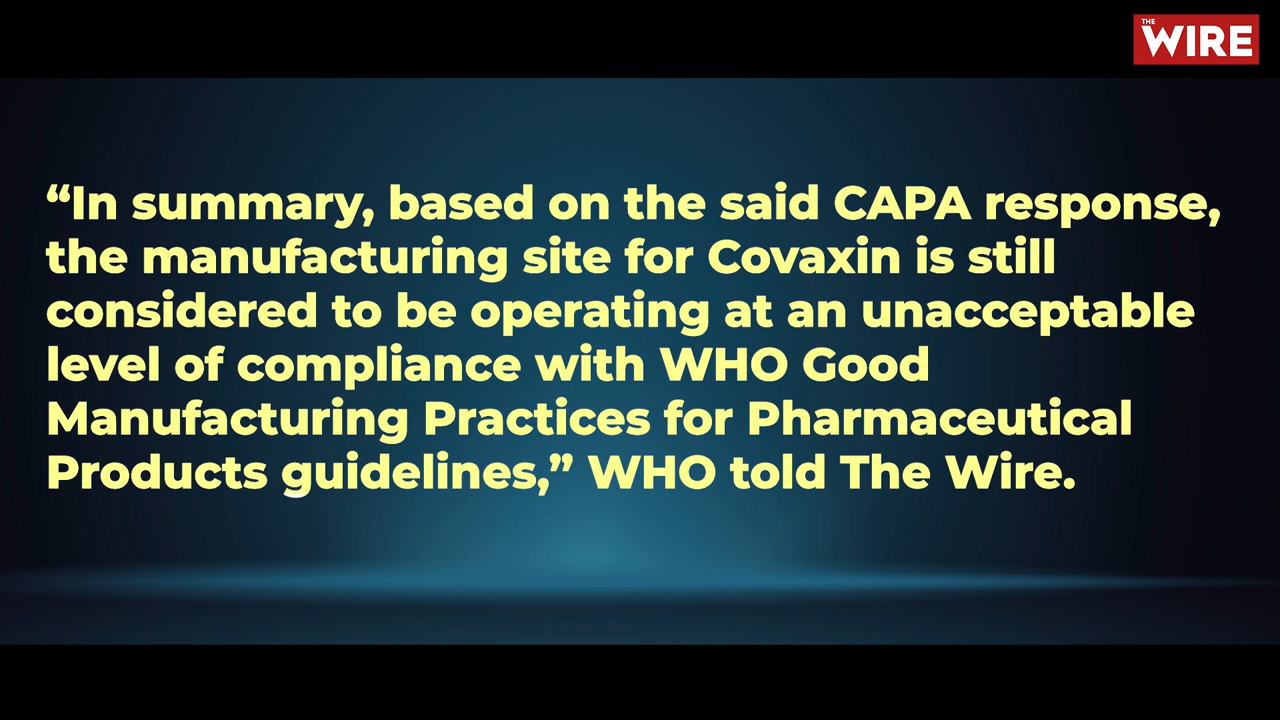 THE
WIRE
“In summary, based on the said CAPA response,
the manufacturing site for Covaxin is still
considered to be operating at an unacceptable
level of compliance with WHO Good
Manufacturing Practices for Pharmaceutical
Products guidelines,” WHO told The Wire.